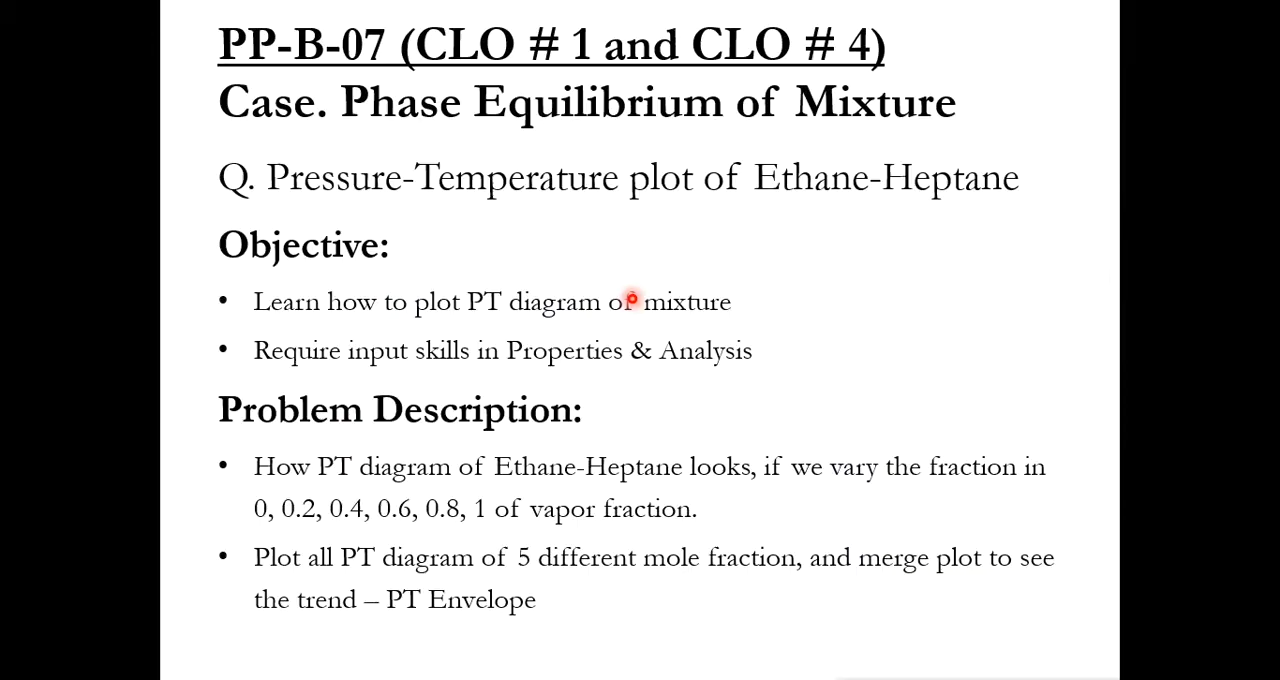 PP-B-07 (CLO # 1 and CLO # 4)
Case. Phase Equilibrium of Mixture
Q. Pressure-Temperature plot of Ethane-Heptane
Objective:
• Learn how to plot PT diagram of mixture
• Require input skills in Properties & Analysis
Problem Description:
• How PT diagram of Ethane-Heptane looks, if we vary the fraction in
0, 0.2, 0.4, 0.6, 0.8, 1 of vapor fraction.
• Plot all PT diagram of 5 different mole fraction, and merge plot to see
the trend – PT Envelope